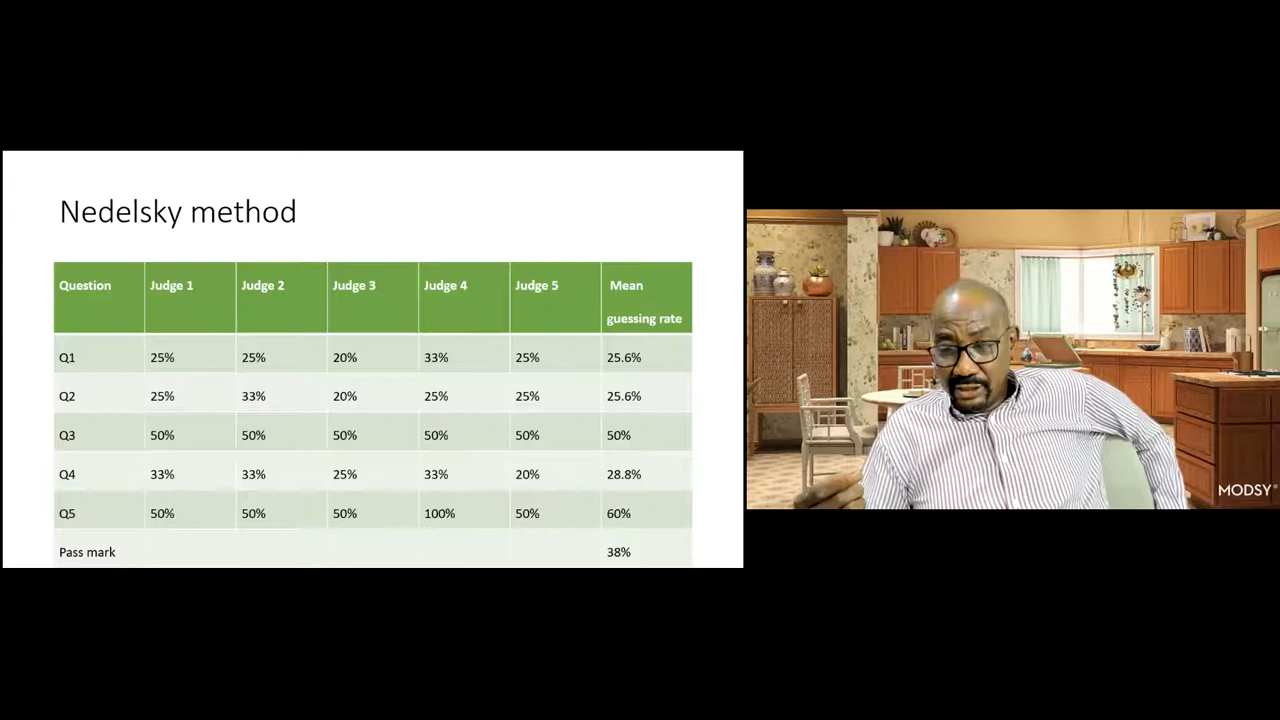 Nedelsky method
Question Judge 1 Judge 2 Judge 3 Judge 4 Judge 5 Mean
guessing rate
Q1 25% 25% 20% 33% 25% 25.6%
Q2 25% 33% 20% 25% 25% 25.6%
Q3 50% 50% 50% 50% 50% 50%
Q4 33% 33% 25% 33% 20% 28.8%
Q5 50% 50% 50% 100% 50% 60%
Pass mark 38%
MODSY®